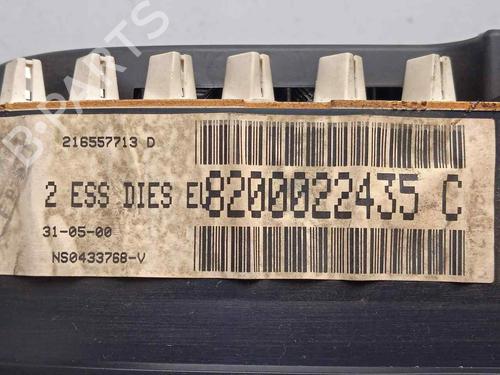 B-PARTS
216557713 D
2 ESS DIES EU 8200022435 C
31-05-00
NS0433768-V